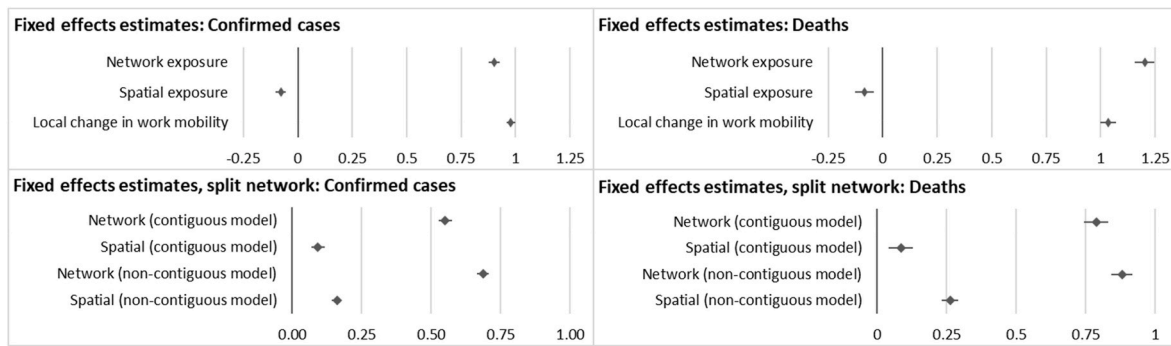 Fixed effects estimates: Confirmed cases
Network exposure
Spatial exposure
Local change in work mobility
-0.25 0 0.25 0.5 0.75 1 1.25
Fixed effects estimates: Deaths
Network exposure
Spatial exposure
Local change in work mobility
-0.25 0 0.25 0.5 0.75 1 1.25
Fixed effects estimates, split network: Confirmed cases
Network (contiguous model)
Spatial (contiguous model)
Network (non-contiguous model)
Spatial (non-contiguous model)
0.00 0.25 0.50 0.75 1.00
Fixed effects estimates, split network: Deaths
Network (contiguous model)
Spatial (contiguous model)
Network (non-contiguous model)
Spatial (non-contiguous model)
0 0.25 0.5 0.75 1